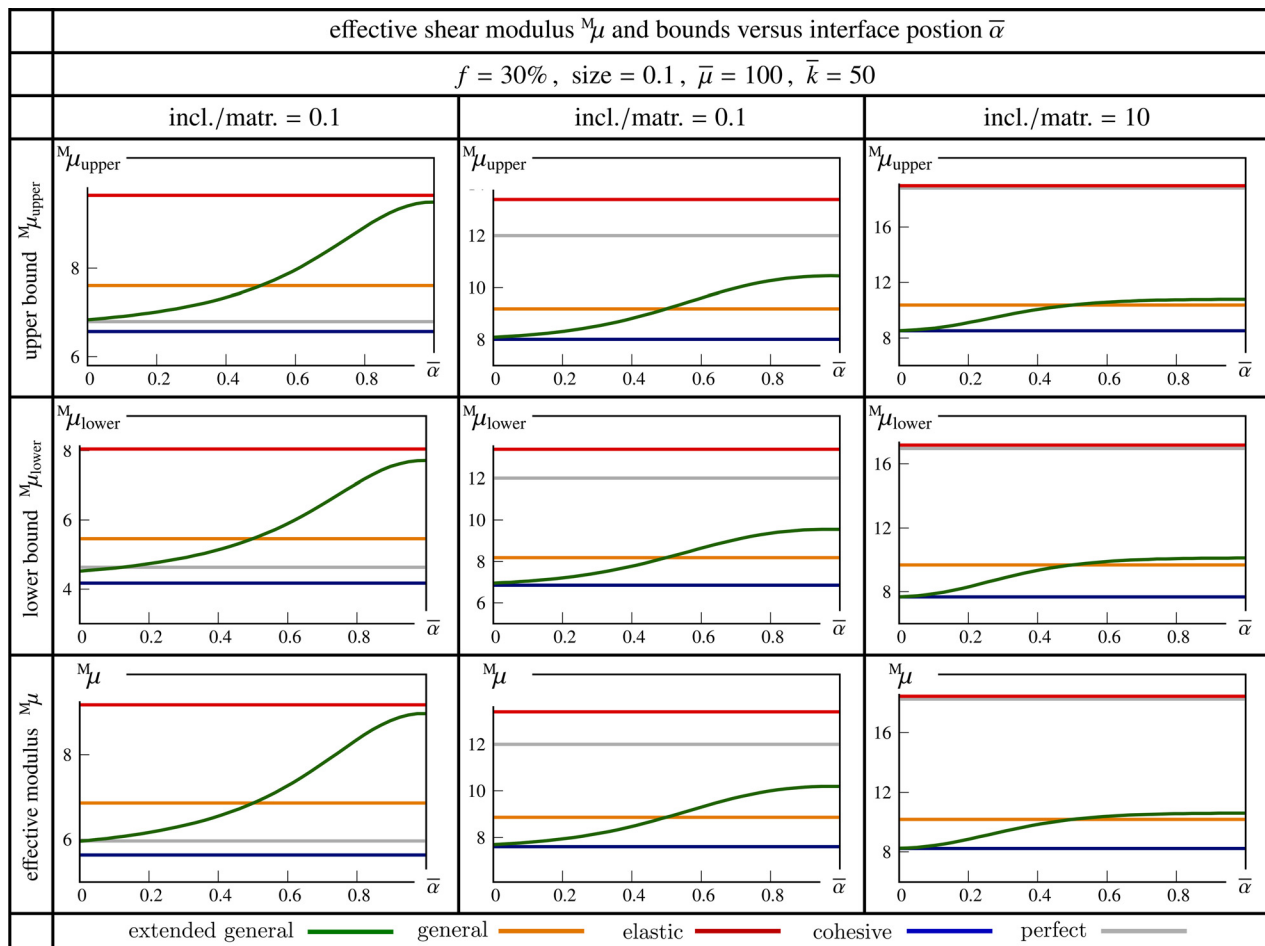 effective shear modulus ᴹμ and bounds versus interface postion α̅
f = 30% , size = 0.1 , μ̅ = 100 , k̅ = 50
incl./matr. = 0.1
incl./matr. = 0.1
incl./matr. = 10
upper bound ᴹμupper
ᴹμupper
8
6
0 0.2 0.4 0.6 0.8 α̅
ᴹμupper
12
10
8
0 0.2 0.4 0.6 0.8 α̅
ᴹμupper
16
12
8
0 0.2 0.4 0.6 0.8 α̅
lower bound ᴹμlower
ᴹμlower
8
6
4
0 0.2 0.4 0.6 0.8 α̅
ᴹμlower
12
10
8
6
0 0.2 0.4 0.6 0.8 α̅
ᴹμlower
16
12
8
0 0.2 0.4 0.6 0.8 α̅
effective modulus ᴹμ
ᴹμ
8
6
0 0.2 0.4 0.6 0.8 α̅
ᴹμ
12
10
8
0 0.2 0.4 0.6 0.8 α̅
ᴹμ
16
12
8
0 0.2 0.4 0.6 0.8 α̅
extended general general elastic cohesive perfect